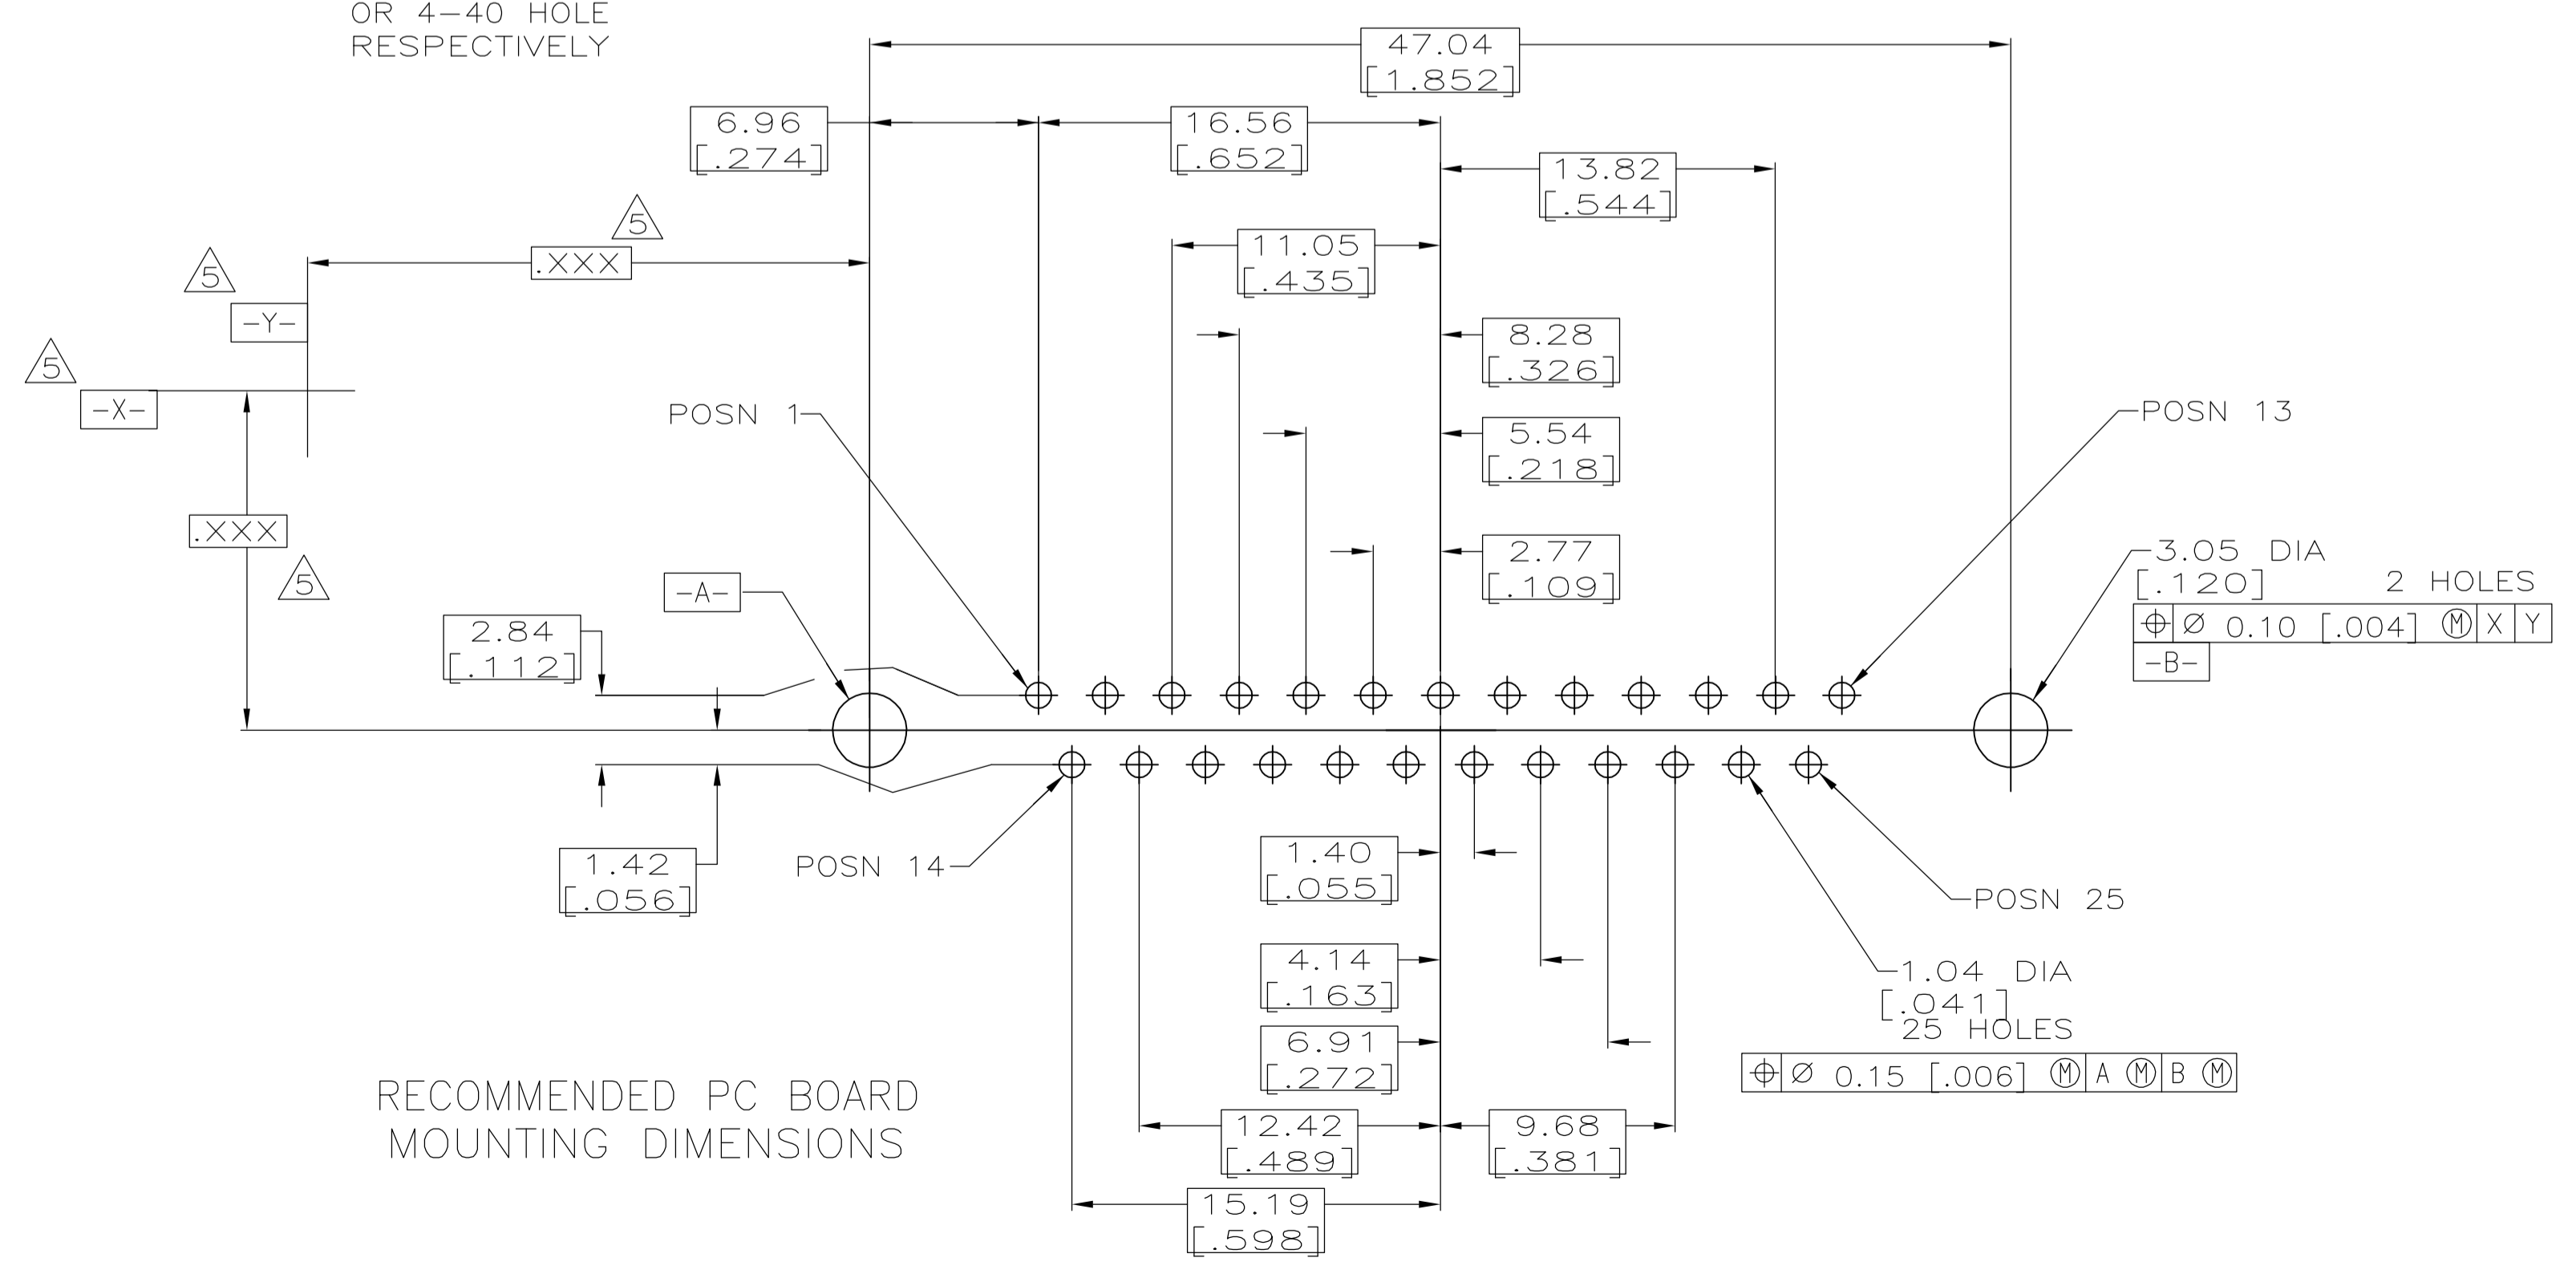 OR 4-40 HOLE
RESPECTIVELY
47.04
[1.852]
6.96
[.274]
16.56
[.652]
13.82
[.544]
5
.XXX
11.05
[.435]
5
-Y-
8.28
[.326]
5
-X-
POSN 1
5.54
[.218]
POSN 13
.XXX
5
2.77
[.109]
3.05 DIA
[.120] 2 HOLES
⌖ Ø 0.10 [.004] Ⓜ X Y
-B-
-A-
2.84
[.112]
1.42
[.056]
POSN 14
1.40
[.055]
POSN 25
4.14
[.163]
1.04 DIA
[.041]
25 HOLES
⌖ Ø 0.15 [.006] Ⓜ A Ⓜ B Ⓜ
6.91
[.272]
RECOMMENDED PC BOARD
MOUNTING DIMENSIONS
12.42
[.489]
9.68
[.381]
15.19
[.598]